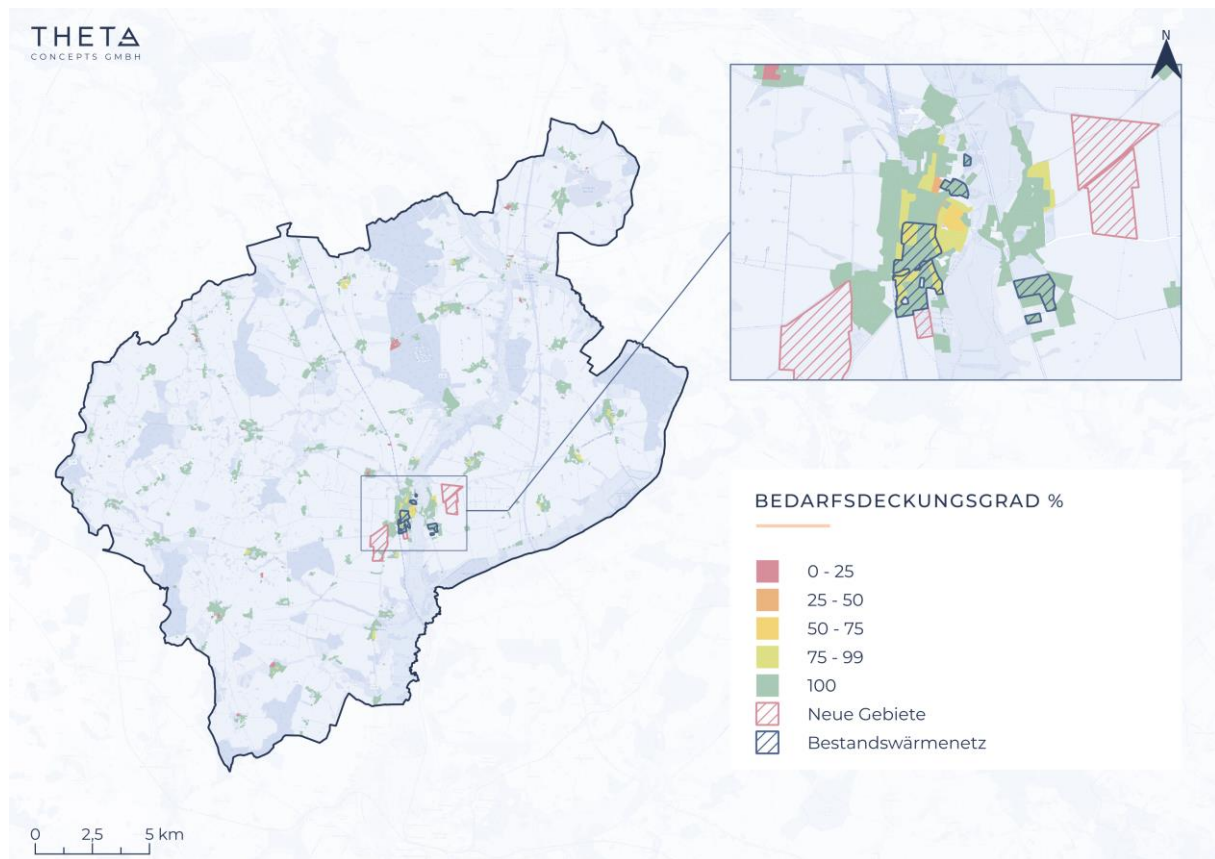 THETA
CONCEPTS GMBH
N
BEDARFSDECKUNGSGRAD %
0 - 25
25 - 50
50 - 75
75 - 99
100
Neue Gebiete
Bestandswärmenetz
0 2,5 5 km